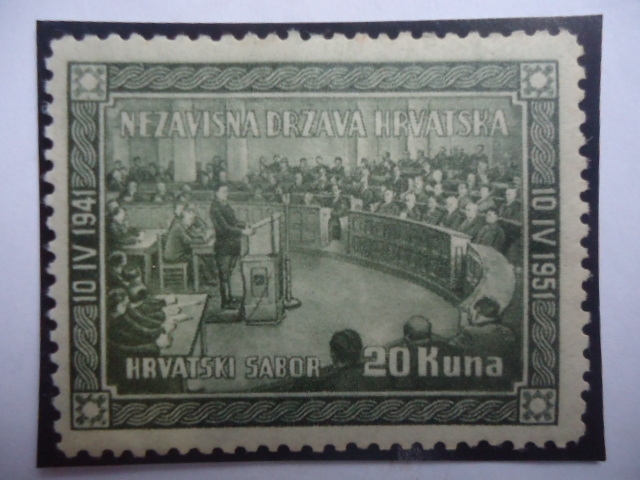 NEZAVISNA DRZAVA HRVATSKA
10 IV 1941
10 IV 1951
HRVATSKI SABOR
20 Kuna